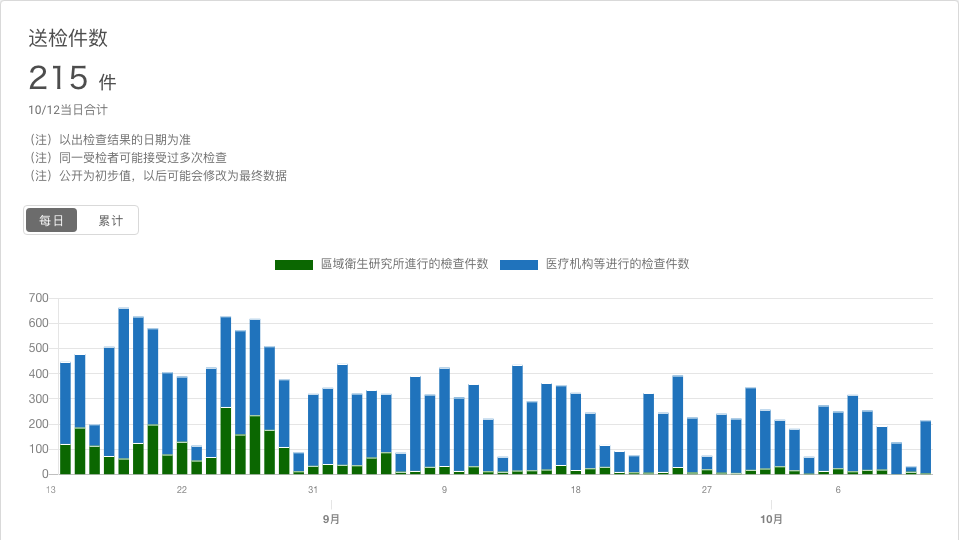 送检件数
215 件
10/12当日合计
（注）以出检查结果的日期为准
（注）同一受检者可能接受过多次检查
（注）公开为初步值，以后可能会修改为最终数据
每日 累计
區域衛生研究所進行的檢查件数 医疗机构等进行的检查件数
700
600
500
400
300
200
100
0
13 22 31 9 18 27 6
9月 10月